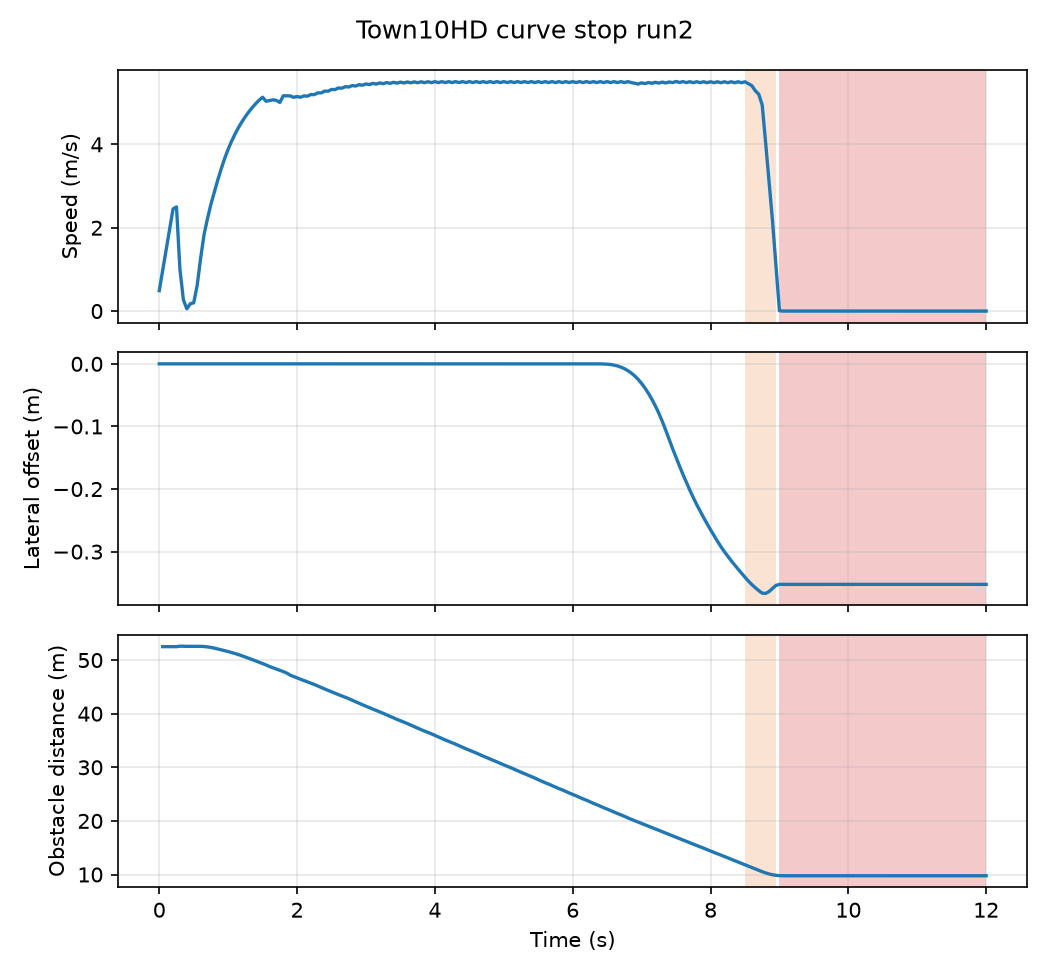 Town10HD curve stop run2
Speed (m/s)
4
2
0
Lateral offset (m)
0.0
−0.1
−0.2
−0.3
Obstacle distance (m)
50
40
30
20
10
0 2 4 6 8 10 12
Time (s)